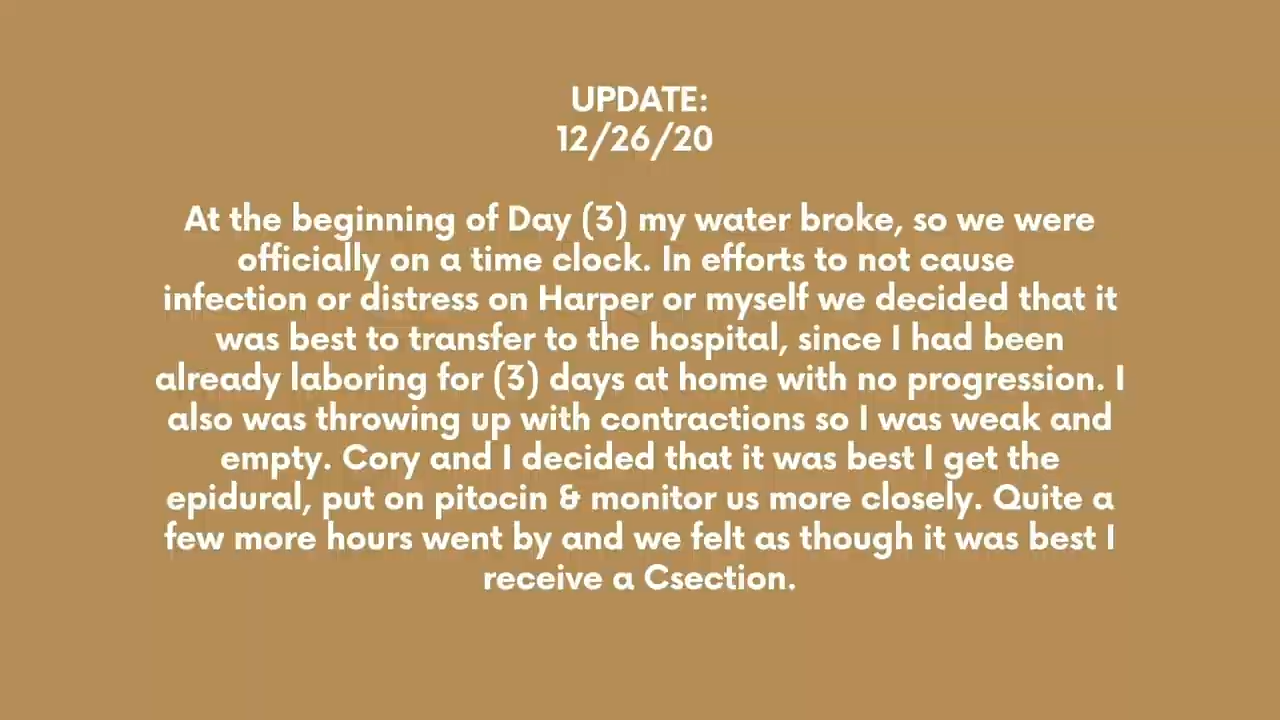 UPDATE:
12/26/20
At the beginning of Day (3) my water broke, so we were
officially on a time clock. In efforts to not cause
infection or distress on Harper or myself we decided that it
was best to transfer to the hospital, since I had been
already laboring for (3) days at home with no progression. I
also was throwing up with contractions so I was weak and
empty. Cory and I decided that it was best I get the
epidural, put on pitocin & monitor us more closely. Quite a
few more hours went by and we felt as though it was best I
receive a Csection.